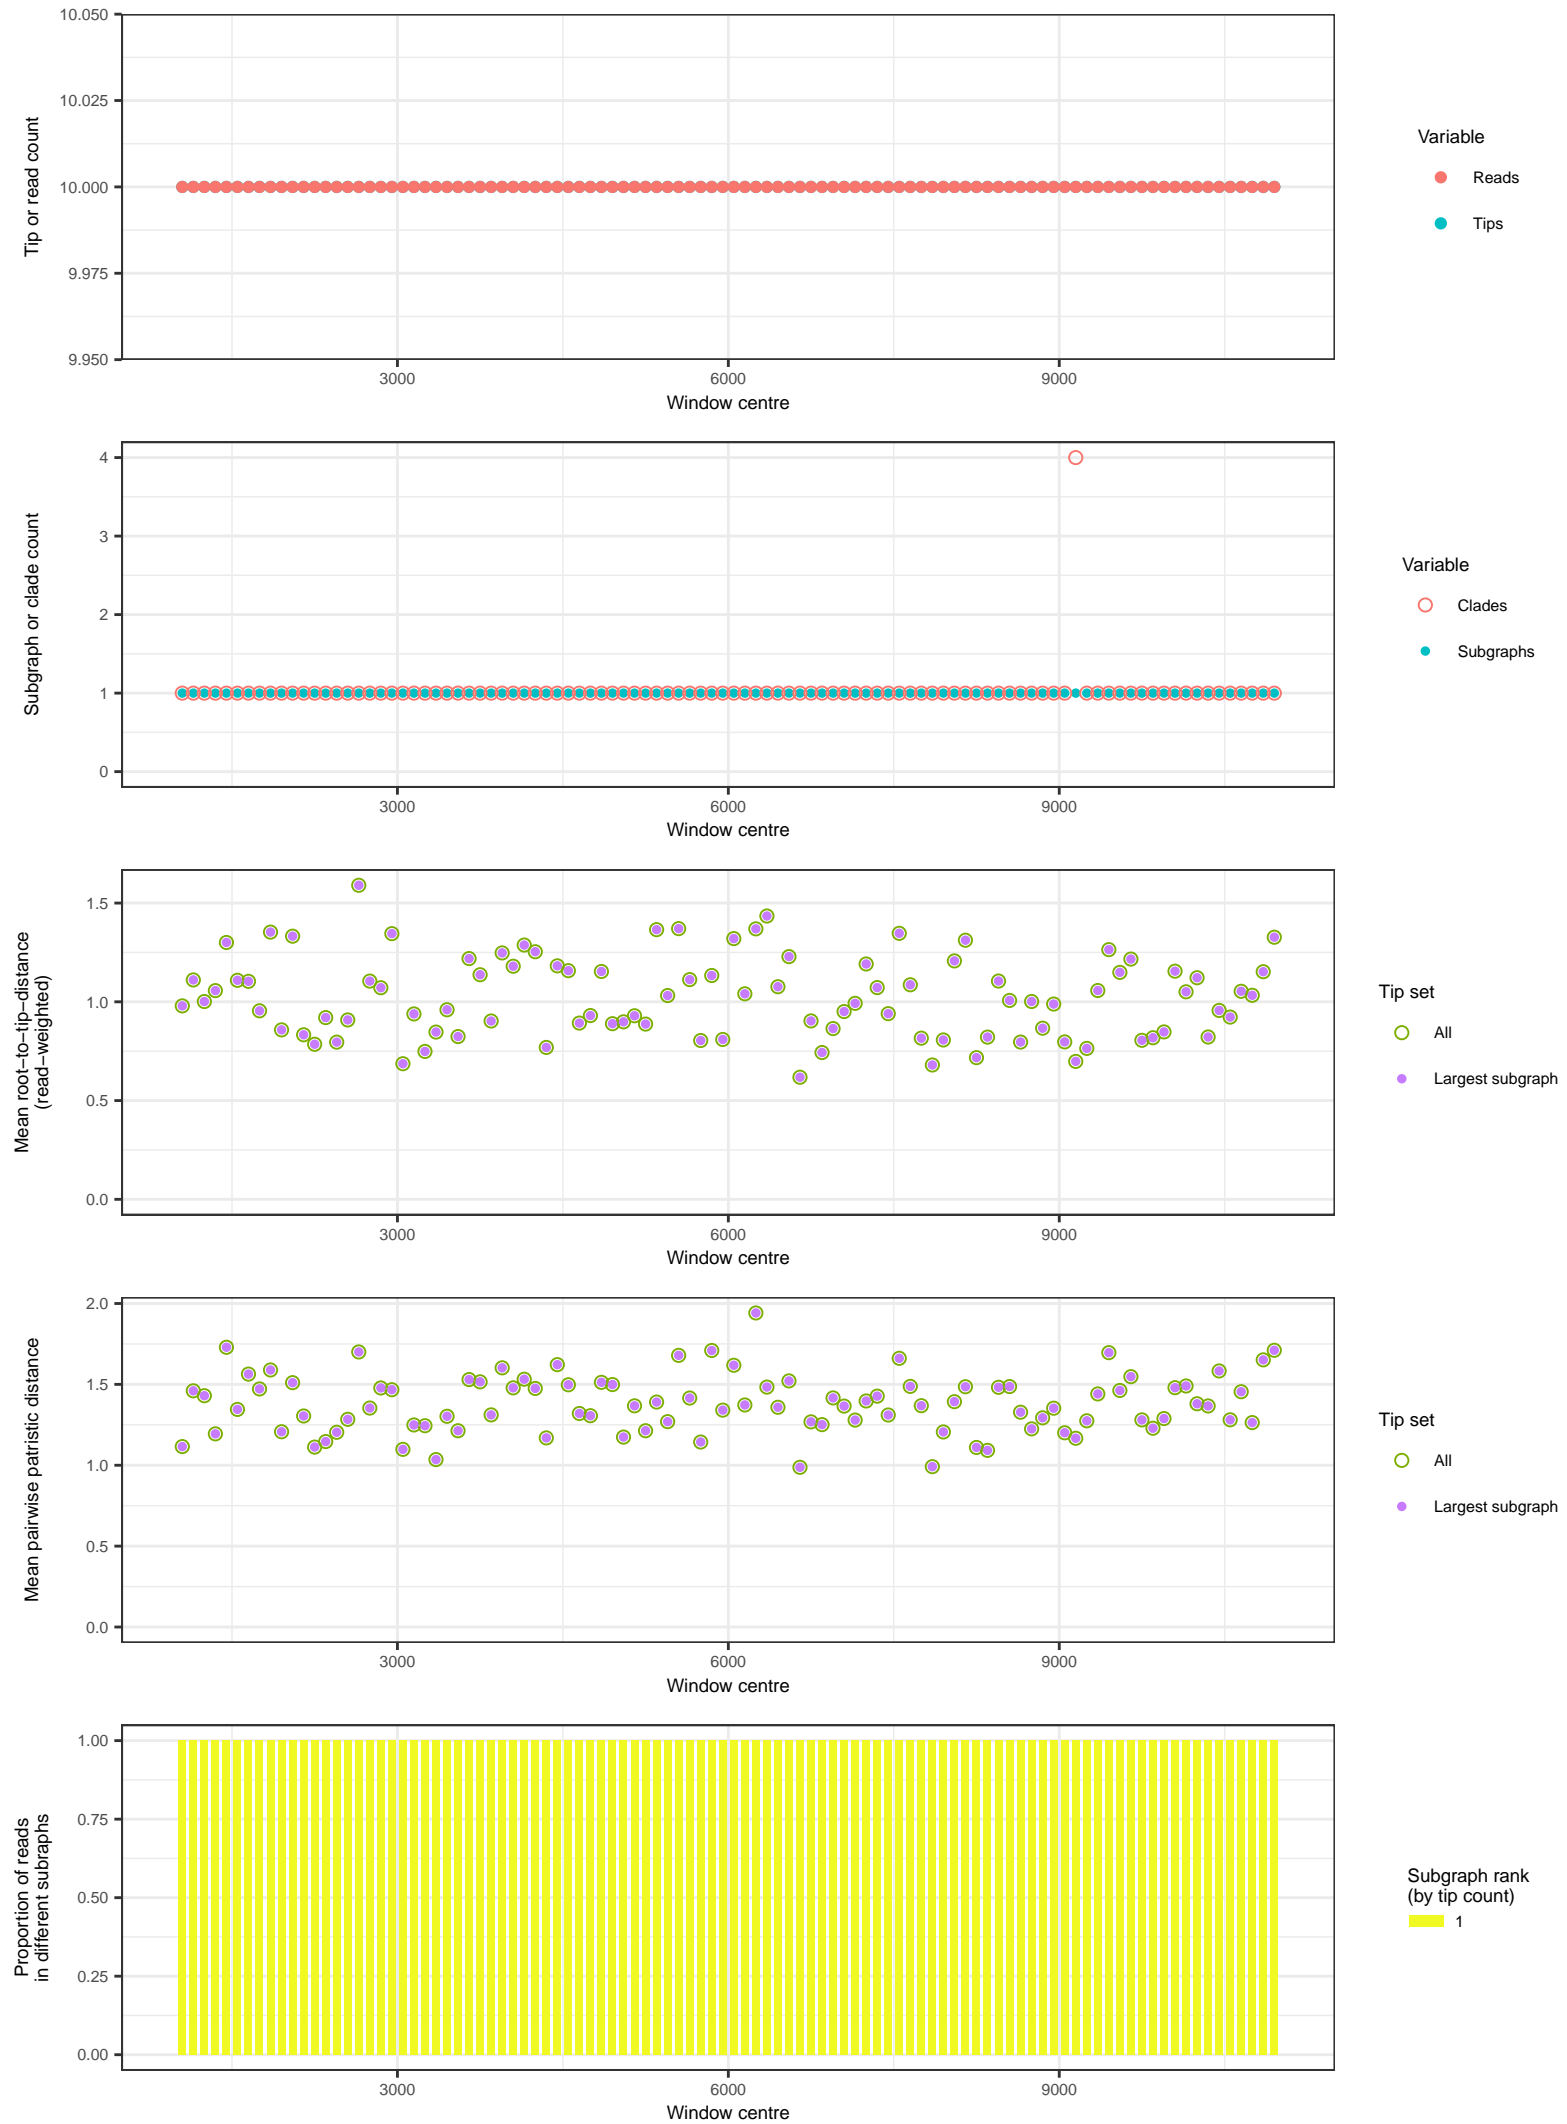 10.050
10.025
10.000
9.975
9.950
Tip or read count
3000 6000 9000
Window centre
Variable
Reads
Tips
4
3
2
1
0
Subgraph or clade count
3000 6000 9000
Window centre
Variable
Clades
Subgraphs
1.5
1.0
0.5
0.0
Mean root−to−tip−distance
(read−weighted)
3000 6000 9000
Window centre
Tip set
All
Largest subgraph
2.0
1.5
1.0
0.5
0.0
Mean pairwise patristic distance
3000 6000 9000
Window centre
Tip set
All
Largest subgraph
1.00
0.75
0.50
0.25
0.00
Proportion of reads
in different subraphs
3000 6000 9000
Window centre
Subgraph rank
(by tip count)
1